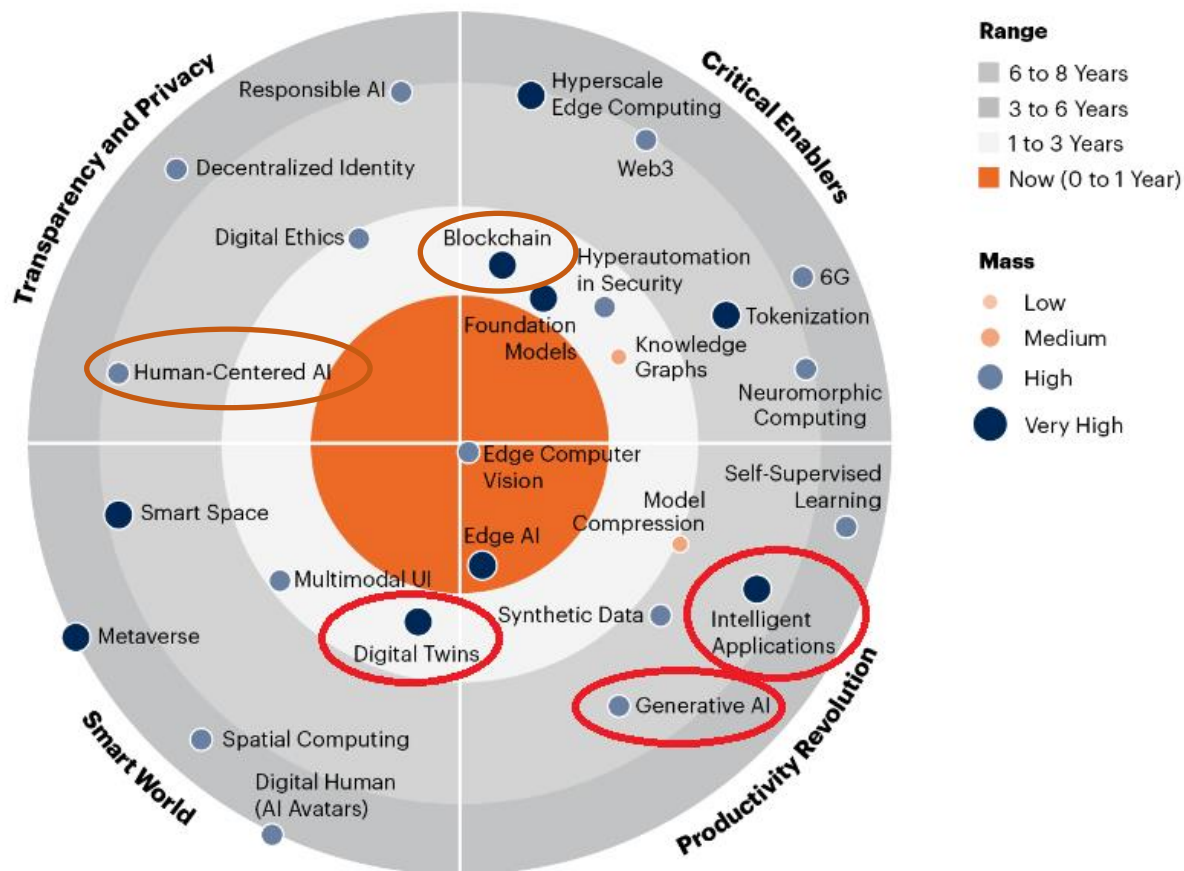 Transparency and Privacy
Responsible AI
Decentralized Identity
Digital Ethics
Human-Centered AI
Critical Enablers
Hyperscale
Edge Computing
Web3
Blockchain
Hyperautomation
in Security
6G
Foundation
Models
Tokenization
Knowledge
Graphs
Neuromorphic
Computing
Smart World
Smart Space
Multimodal UI
Metaverse
Digital Twins
Spatial Computing
Digital Human
(AI Avatars)
Productivity Revolution
Edge Computer
Vision
Self-Supervised
Learning
Model
Compression
Edge AI
Synthetic Data
Intelligent
Applications
Generative AI
Range
6 to 8 Years
3 to 6 Years
1 to 3 Years
Now (0 to 1 Year)
Mass
Low
Medium
High
Very High